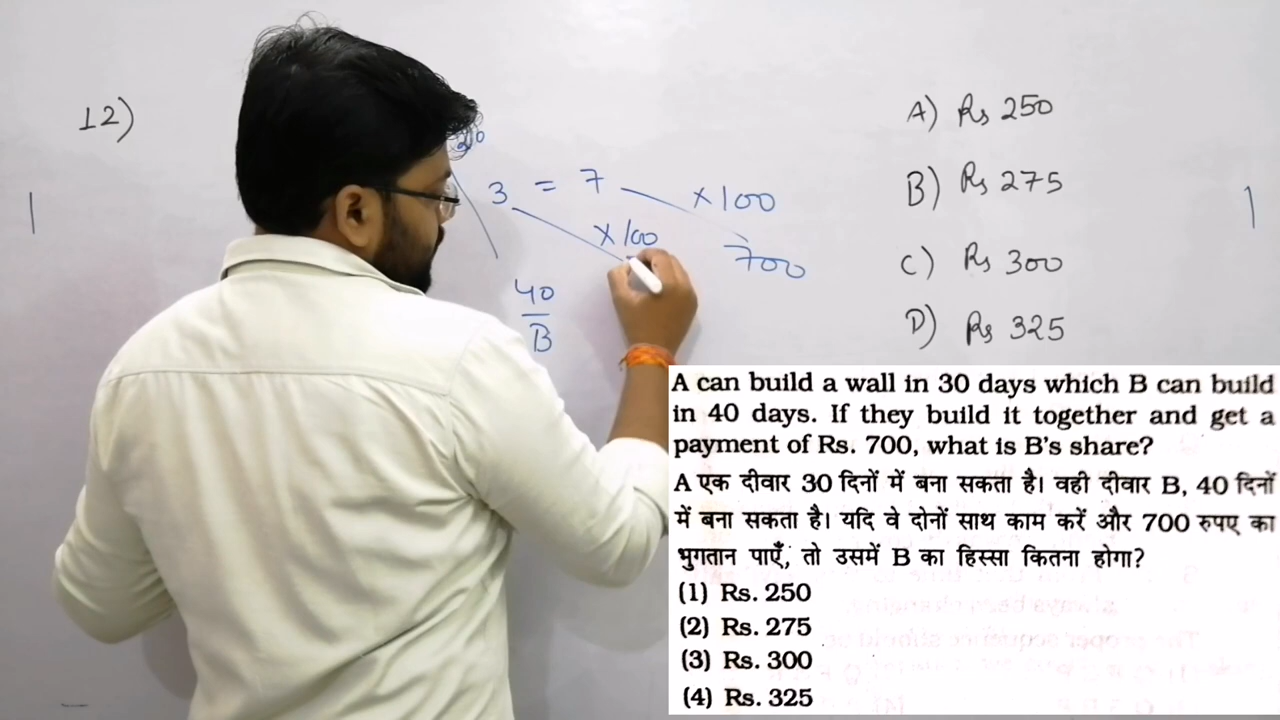 12)
3 = 7 ×100
×100 700
40
B
A) Rs 250
B) Rs 275
C) Rs 300
D) Rs 325
A can build a wall in 30 days which B can build
in 40 days. If they build it together and get a
payment of Rs. 700, what is B's share?
A एक दीवार 30 दिनों में बना सकता है। वही दीवार B, 40 दिनों
में बना सकता है। यदि वे दोनों साथ काम करें और 700 रुपए का
भुगतान पाएँ, तो उसमें B का हिस्सा कितना होगा?
(1) Rs. 250
(2) Rs. 275
(3) Rs. 300
(4) Rs. 325